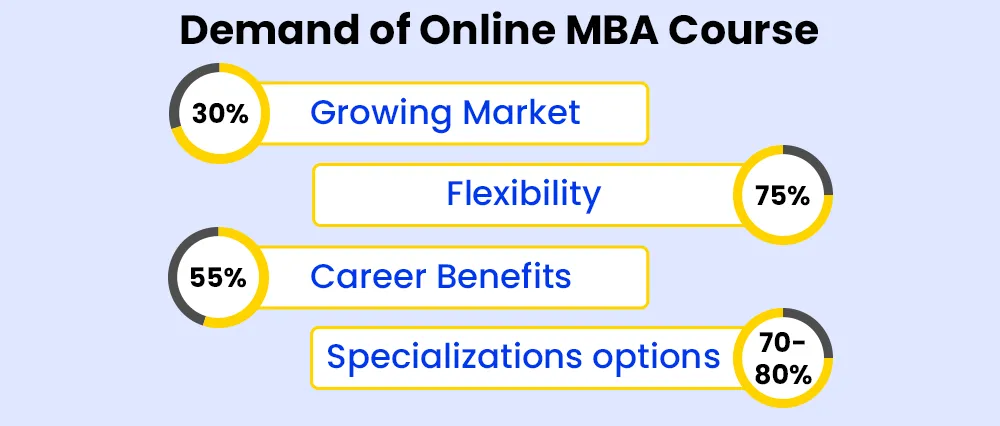 Demand of Online MBA Course
30% Growing Market
Flexibility 75%
55% Career Benefits
Specializations options 70-
80%